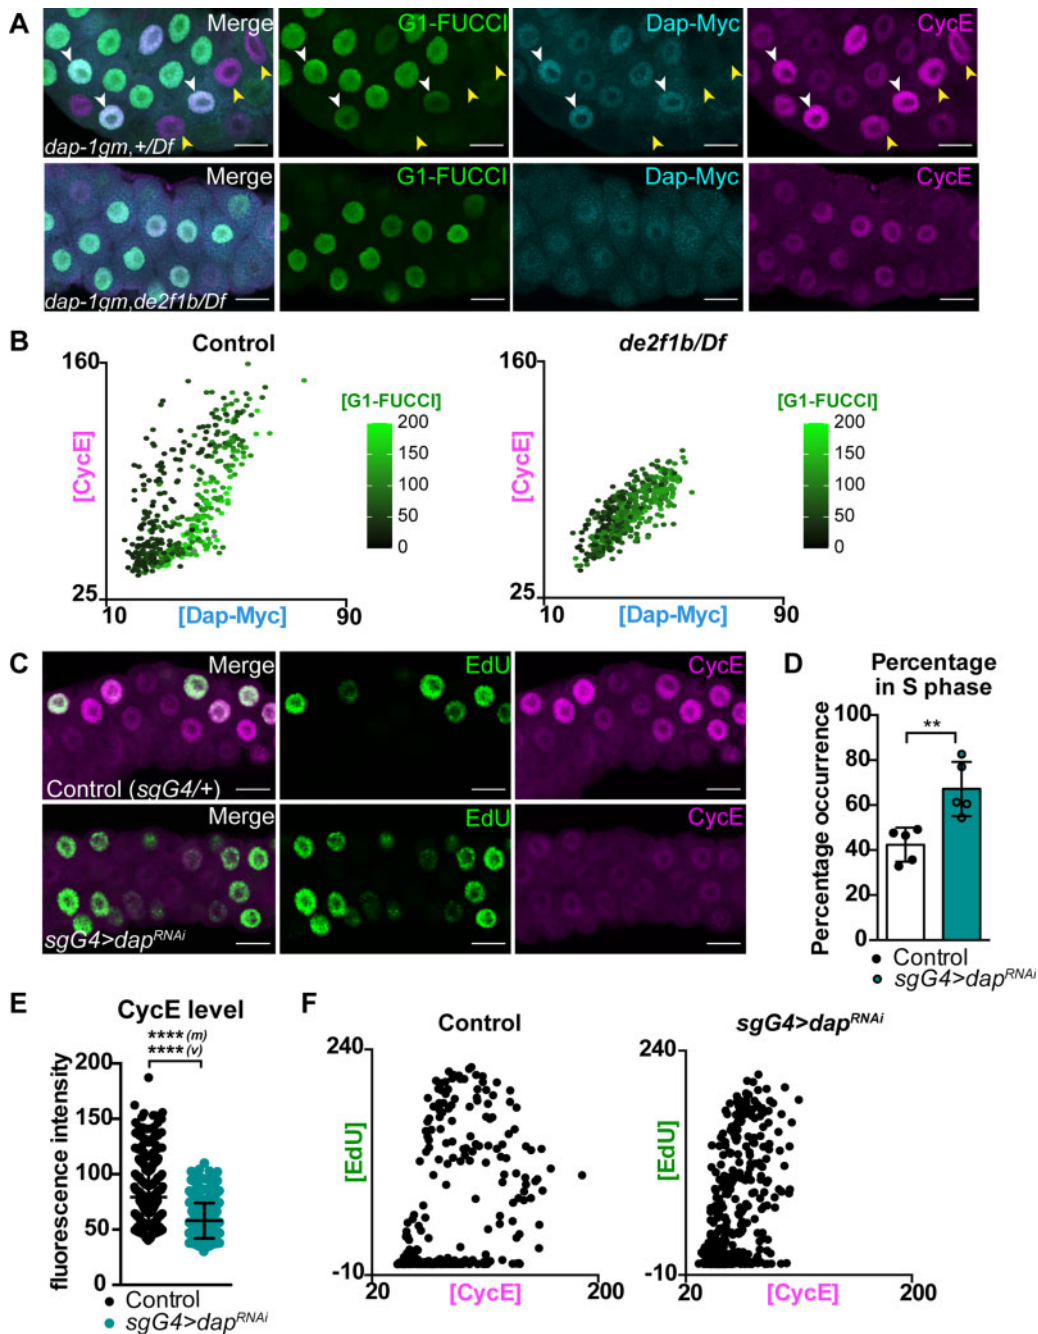 A
Merge
G1-FUCCI
Dap-Myc
CycE
dap-1gm,+/Df
Merge
G1-FUCCI
Dap-Myc
CycE
dap-1gm,de2f1b/Df
B
Control
de2f1b/Df
160
[CycE]
25
10
[Dap-Myc]
90
[G1-FUCCI]
200
150
100
50
0
160
[CycE]
25
10
[Dap-Myc]
90
[G1-FUCCI]
200
150
100
50
0
C
Merge
EdU
CycE
Control (sgG4/+)
Merge
EdU
CycE
sgG4>dapRNAi
D
Percentage
in S phase
**
Percentage occurrence
100
80
60
40
20
0
Control
sgG4>dapRNAi
E
CycE level
**** (m)
**** (v)
fluorescence intensity
200
150
100
50
0
Control
sgG4>dapRNAi
F
Control
240
[EdU]
-10
20
[CycE]
200
sgG4>dapRNAi
240
[EdU]
-10
20
[CycE]
200